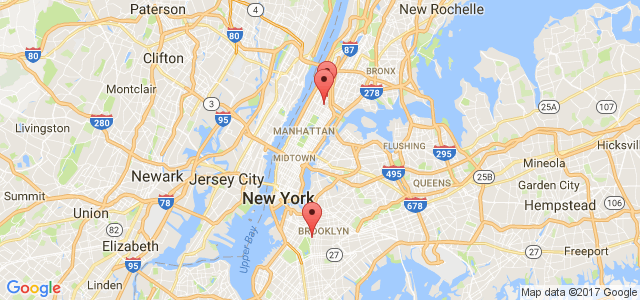 Paterson
4
New Rochelle
80
80
87
Clifton
BRONX
Montclair
278
3
25A
107
280
95
MANHATTAN
Livingston
FLUSHING
295
Hicksville
MIDTOWN
Mineola
Newark
Jersey City
495
QUEENS
25B
Garden City
Summit
78
New York
678
Hempstead
106
Union
82
BROOKLYN
Elizabeth
Upper Bay
27
27
Freeport
95
Linden
Google
Map data ©2017 Google